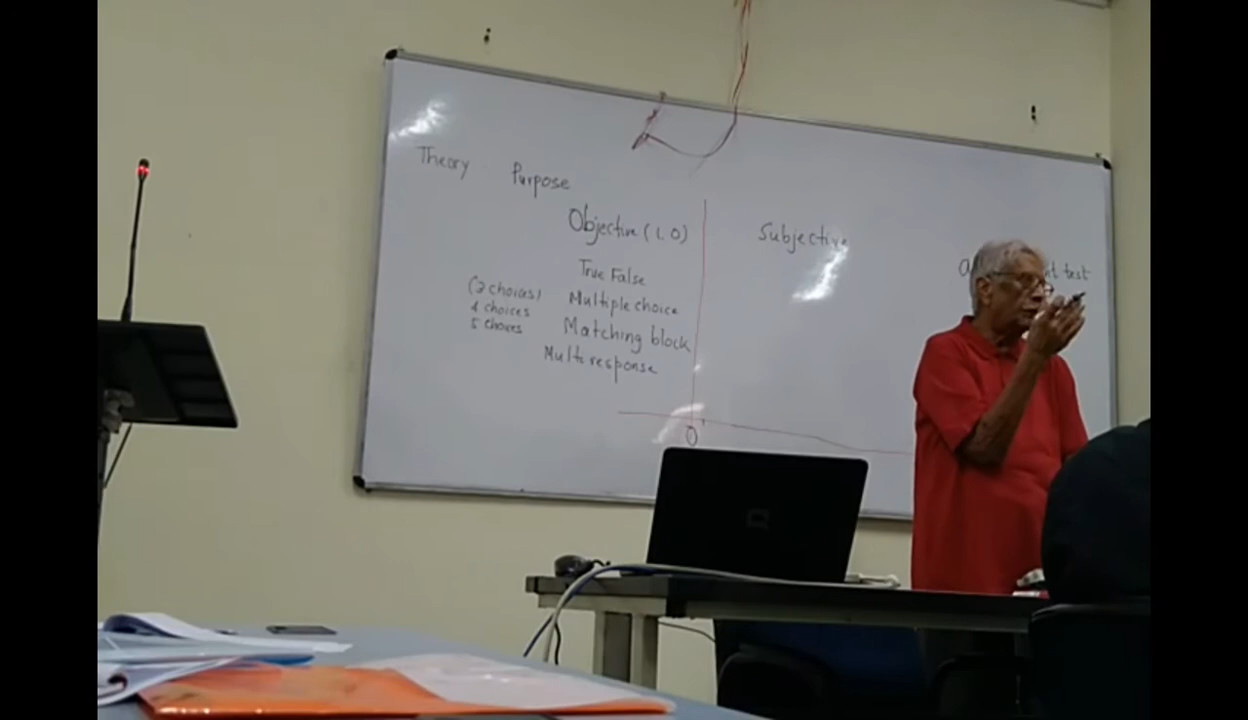 Theory - Purpose
Objective (1, 0)
Subjective
True False
(2 choices)
Multiple choice
4 choices
Matching block
5 choices
Multi response
test
0